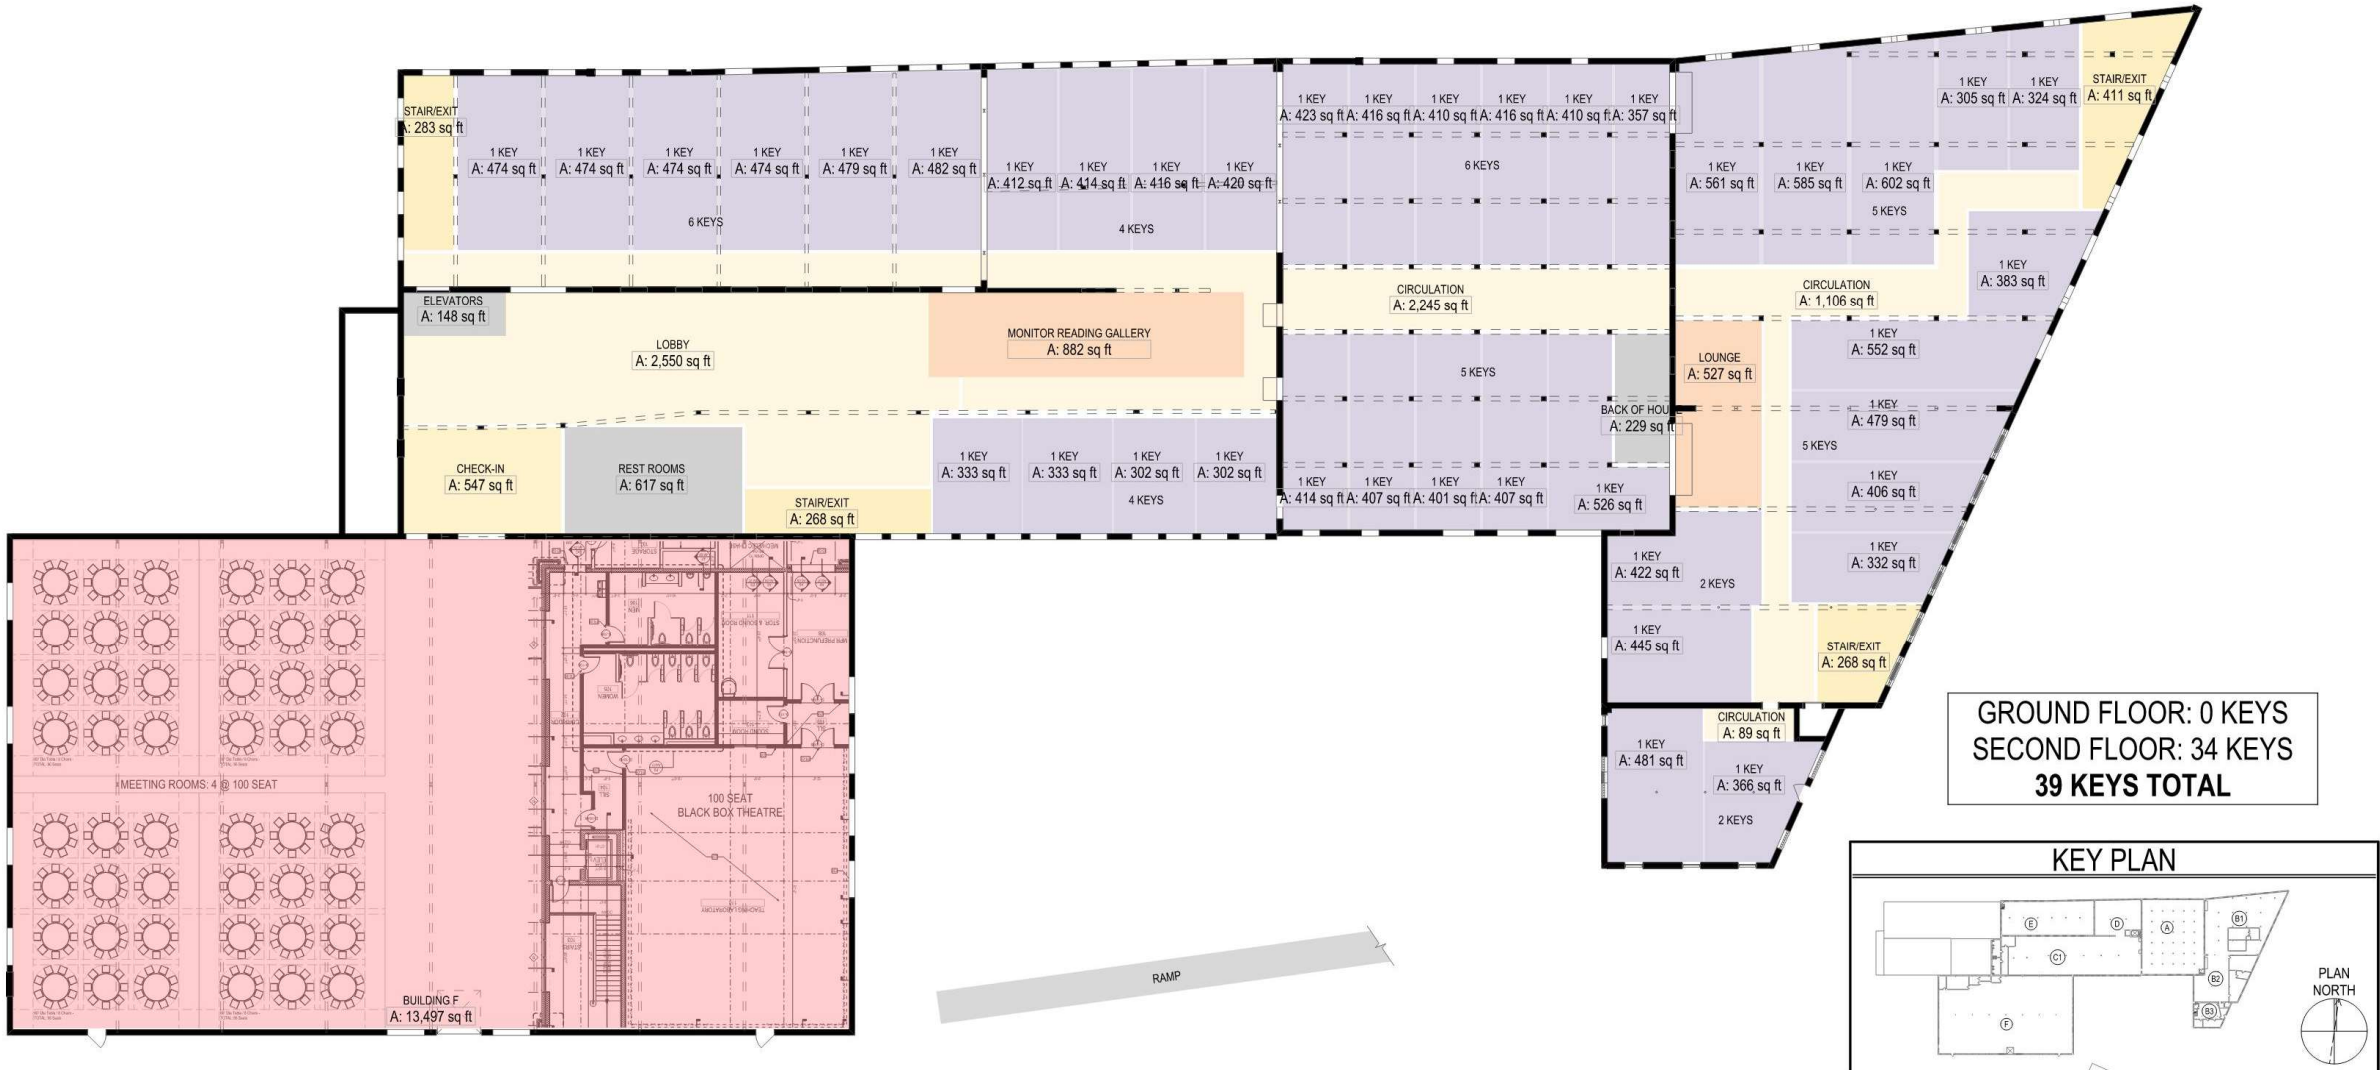 STAIR/EXIT
A: 283 sq ft
1 KEY
A: 474 sq ft
1 KEY
A: 474 sq ft
1 KEY
A: 474 sq ft
1 KEY
A: 474 sq ft
1 KEY
A: 479 sq ft
1 KEY
A: 482 sq ft
6 KEYS
1 KEY
A: 412 sq ft
1 KEY
A: 414 sq ft
1 KEY
A: 416 sq ft
1 KEY
A: 420 sq ft
4 KEYS
1 KEY
A: 423 sq ft
1 KEY
A: 416 sq ft
1 KEY
A: 410 sq ft
1 KEY
A: 416 sq ft
1 KEY
A: 410 sq ft
1 KEY
A: 357 sq ft
6 KEYS
1 KEY
A: 561 sq ft
1 KEY
A: 585 sq ft
1 KEY
A: 602 sq ft
1 KEY
A: 305 sq ft
1 KEY
A: 324 sq ft
5 KEYS
STAIR/EXIT
A: 411 sq ft
ELEVATORS
A: 148 sq ft
LOBBY
A: 2,550 sq ft
MONITOR READING GALLERY
A: 882 sq ft
CIRCULATION
A: 2,245 sq ft
CIRCULATION
A: 1,106 sq ft
1 KEY
A: 383 sq ft
1 KEY
A: 552 sq ft
LOUNGE
A: 527 sq ft
5 KEYS
BACK OF HOU
A: 229 sq ft
1 KEY
A: 479 sq ft
5 KEYS
CHECK-IN
A: 547 sq ft
REST ROOMS
A: 617 sq ft
STAIR/EXIT
A: 268 sq ft
1 KEY
A: 333 sq ft
1 KEY
A: 333 sq ft
1 KEY
A: 302 sq ft
1 KEY
A: 302 sq ft
4 KEYS
1 KEY
A: 414 sq ft
1 KEY
A: 407 sq ft
1 KEY
A: 401 sq ft
1 KEY
A: 407 sq ft
1 KEY
A: 526 sq ft
1 KEY
A: 406 sq ft
1 KEY
A: 332 sq ft
1 KEY
A: 422 sq ft
2 KEYS
1 KEY
A: 445 sq ft
STAIR/EXIT
A: 268 sq ft
CIRCULATION
A: 89 sq ft
1 KEY
A: 481 sq ft
1 KEY
A: 366 sq ft
2 KEYS
MEETING ROOMS: 4 @ 100 SEAT
STORAGE
MEN
STOR. & SOUND ROOM
WOMEN
SOUND ROOM
100 SEAT
BLACK BOX THEATRE
TEACHING LABORATORY
STAIRS
BUILDING F
A: 13,497 sq ft
RAMP
GROUND FLOOR: 0 KEYS
SECOND FLOOR: 34 KEYS
39 KEYS TOTAL
KEY PLAN
E
D
A
B1
C1
B2
B3
F
PLAN
NORTH